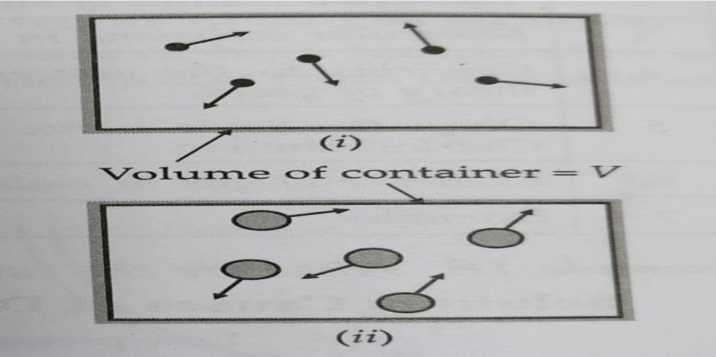 (i)
Volume of container = V
(ii)